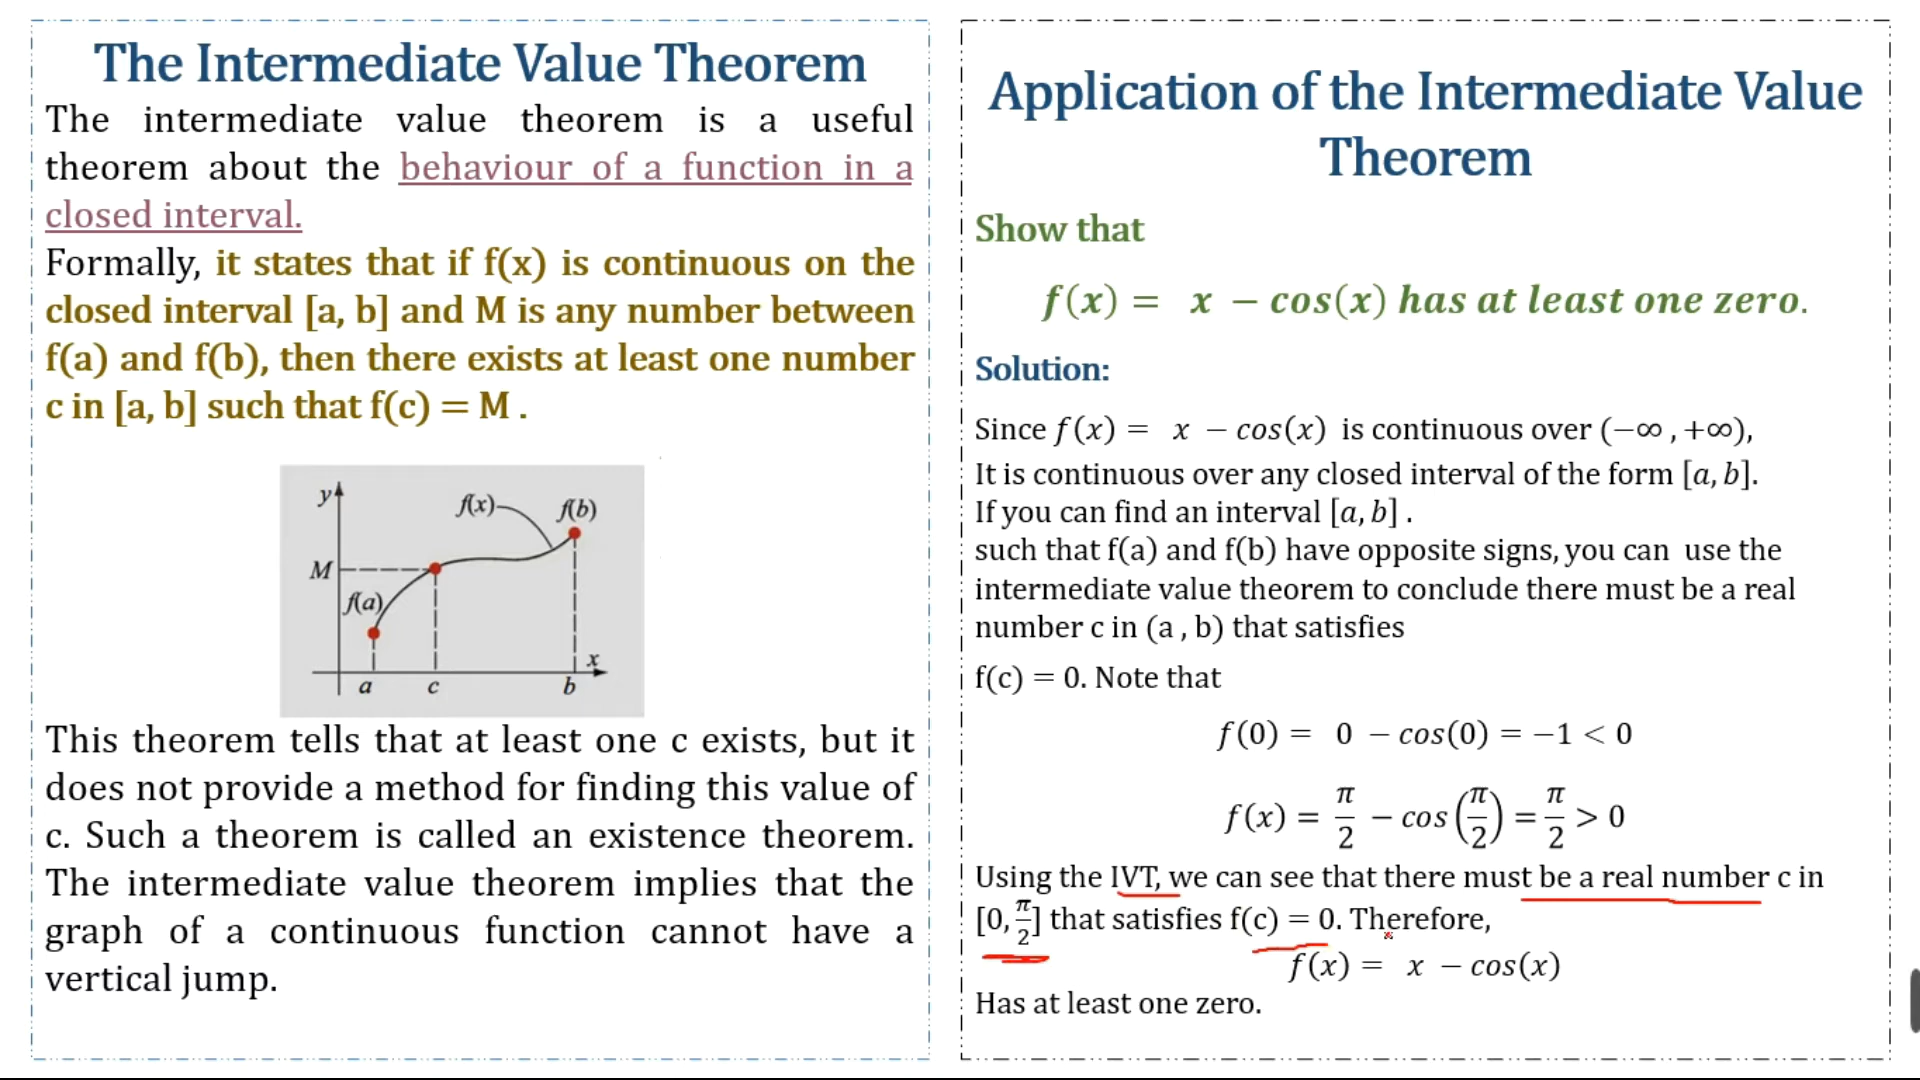 The Intermediate Value Theorem
The intermediate value theorem is a useful
theorem about the behaviour of a function in a
closed interval.
Formally, it states that if f(x) is continuous on the
closed interval [a, b] and M is any number between
f(a) and f(b), then there exists at least one number
c in [a, b] such that f(c) = M .
y
f(x)
f(b)
M
f(a)
x
a
c
b
This theorem tells that at least one c exists, but it
does not provide a method for finding this value of
c. Such a theorem is called an existence theorem.
The intermediate value theorem implies that the
graph of a continuous function cannot have a
vertical jump.
Application of the Intermediate Value
Theorem
Show that
f(x) = x − cos(x) has at least one zero.
Solution:
Since f(x) = x − cos(x) is continuous over (−∞ , +∞),
It is continuous over any closed interval of the form [a, b].
If you can find an interval [a, b] .
such that f(a) and f(b) have opposite signs, you can use the
intermediate value theorem to conclude there must be a real
number c in (a , b) that satisfies
f(c) = 0. Note that
f(0) = 0 − cos(0) = −1 < 0
f(x) = π/2 − cos(π/2) = π/2 > 0
Using the IVT, we can see that there must be a real number c in
[0, π/2] that satisfies f(c) = 0. Therefore,
f(x) = x − cos(x)
Has at least one zero.